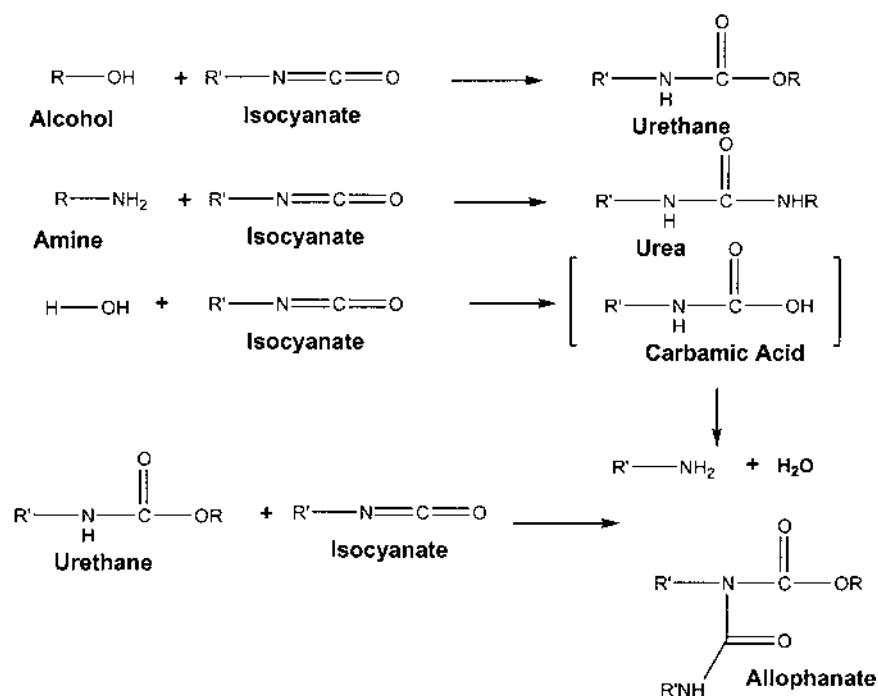 R—OH + R'—N=C=O → R'—N—C—OR
O
H
Alcohol Isocyanate Urethane
R—NH₂ + R'—N=C=O → R'—N—C—NHR
O
H
Amine Isocyanate Urea
H—OH + R'—N=C=O → [R'—N—C—OH]
O
H
Isocyanate Carbamic Acid
R'—NH₂ + H₂O
R'—N—C—OR + R'—N=C=O →
O
H
Urethane Isocyanate
O
R'—N—C—OR
C=O
R'NH
Allophanate